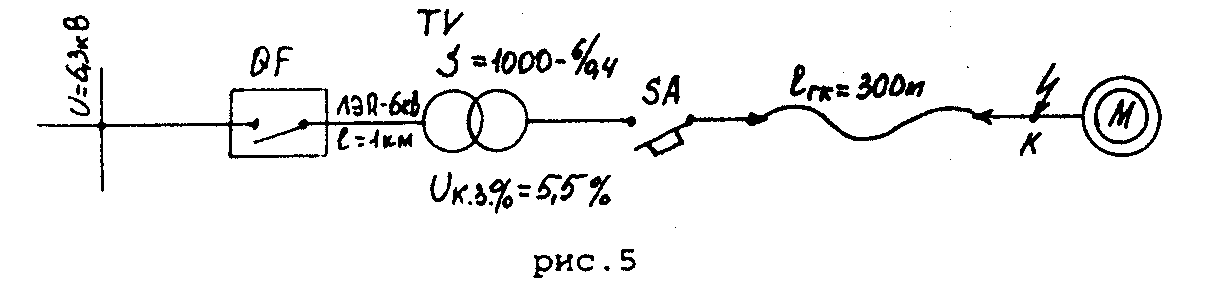 U=6,3кВ
QF
ЛЭП-6кВ
l=1км
TV
S=1000-6/0,4
Uк.з.%=5,5%
SA
lгк=300м
К
М
рис.5